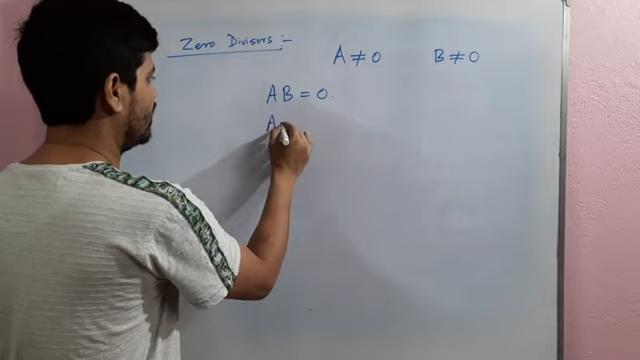 Zero Divisors :-
A ≠ 0 B ≠ 0
AB = 0.
A